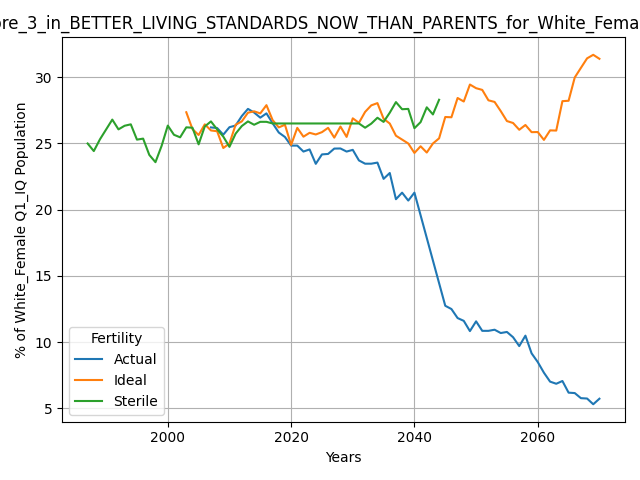 ore_3_in_BETTER_LIVING_STANDARDS_NOW_THAN_PARENTS_for_White_Fema
% of White_Female Q1_IQ Population
30
25
20
15
10
5
Fertility
Actual
Ideal
Sterile
2000 2020 2040 2060
Years